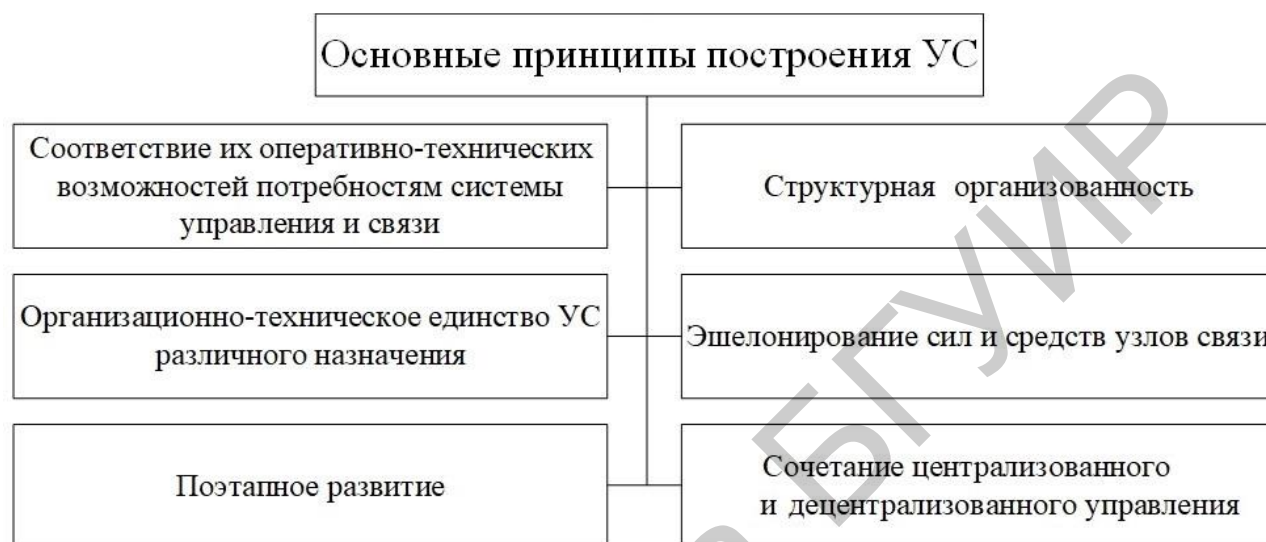 Основные принципы построения УС
Соответствие их оперативно-технических
возможностей потребностям системы
управления и связи
Структурная организованность
Организационно-техническое единство УС
различного назначения
Эшелонирование сил и средств узлов связи
Поэтапное развитие
Сочетание централизованного
и децентрализованного управления
БГУИР